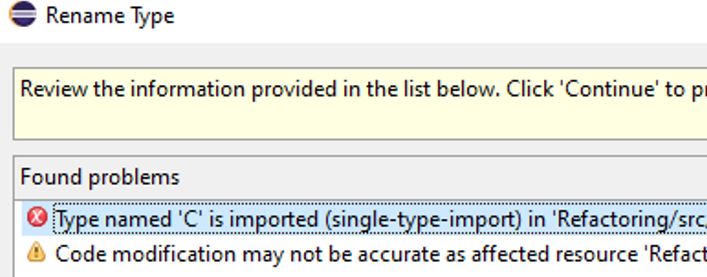 Rename Type
Review the information provided in the list below. Click 'Continue' to
Found problems
Type named 'C' is imported (single-type-import) in 'Refactoring/src
Code modification may not be accurate as affected resource 'Refact